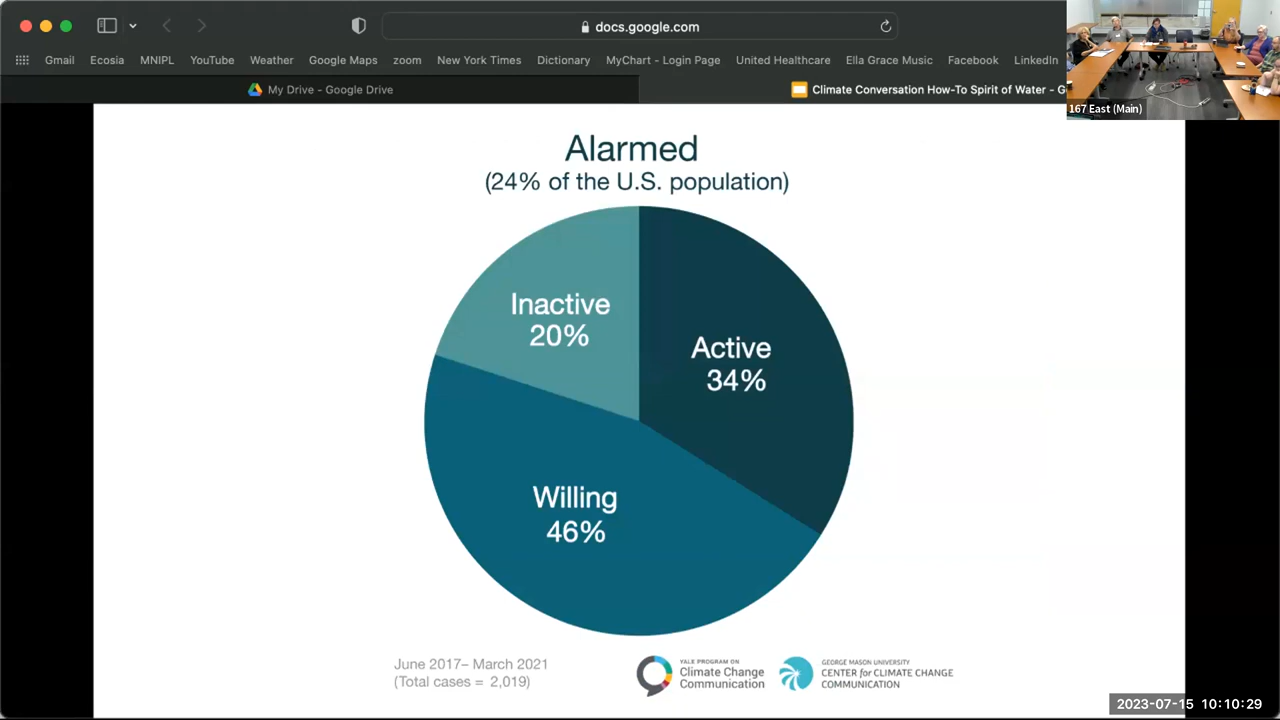 docs.google.com
Gmail Ecosia MNIPL YouTube Weather Google Maps zoom New York Times Dictionary MyChart - Login Page United Healthcare Ella Grace Music Facebook LinkedIn
My Drive - Google Drive
Climate Conversation How-To Spirit of Water - G
167 East (Main)
Alarmed
(24% of the U.S. population)
Inactive
20%
Active
34%
Willing
46%
June 2017– March 2021
(Total cases = 2,019)
YALE PROGRAM ON
Climate Change
Communication
GEORGE MASON UNIVERSITY
CENTER for CLIMATE CHANGE
COMMUNICATION
2023-07-15 10:10:29